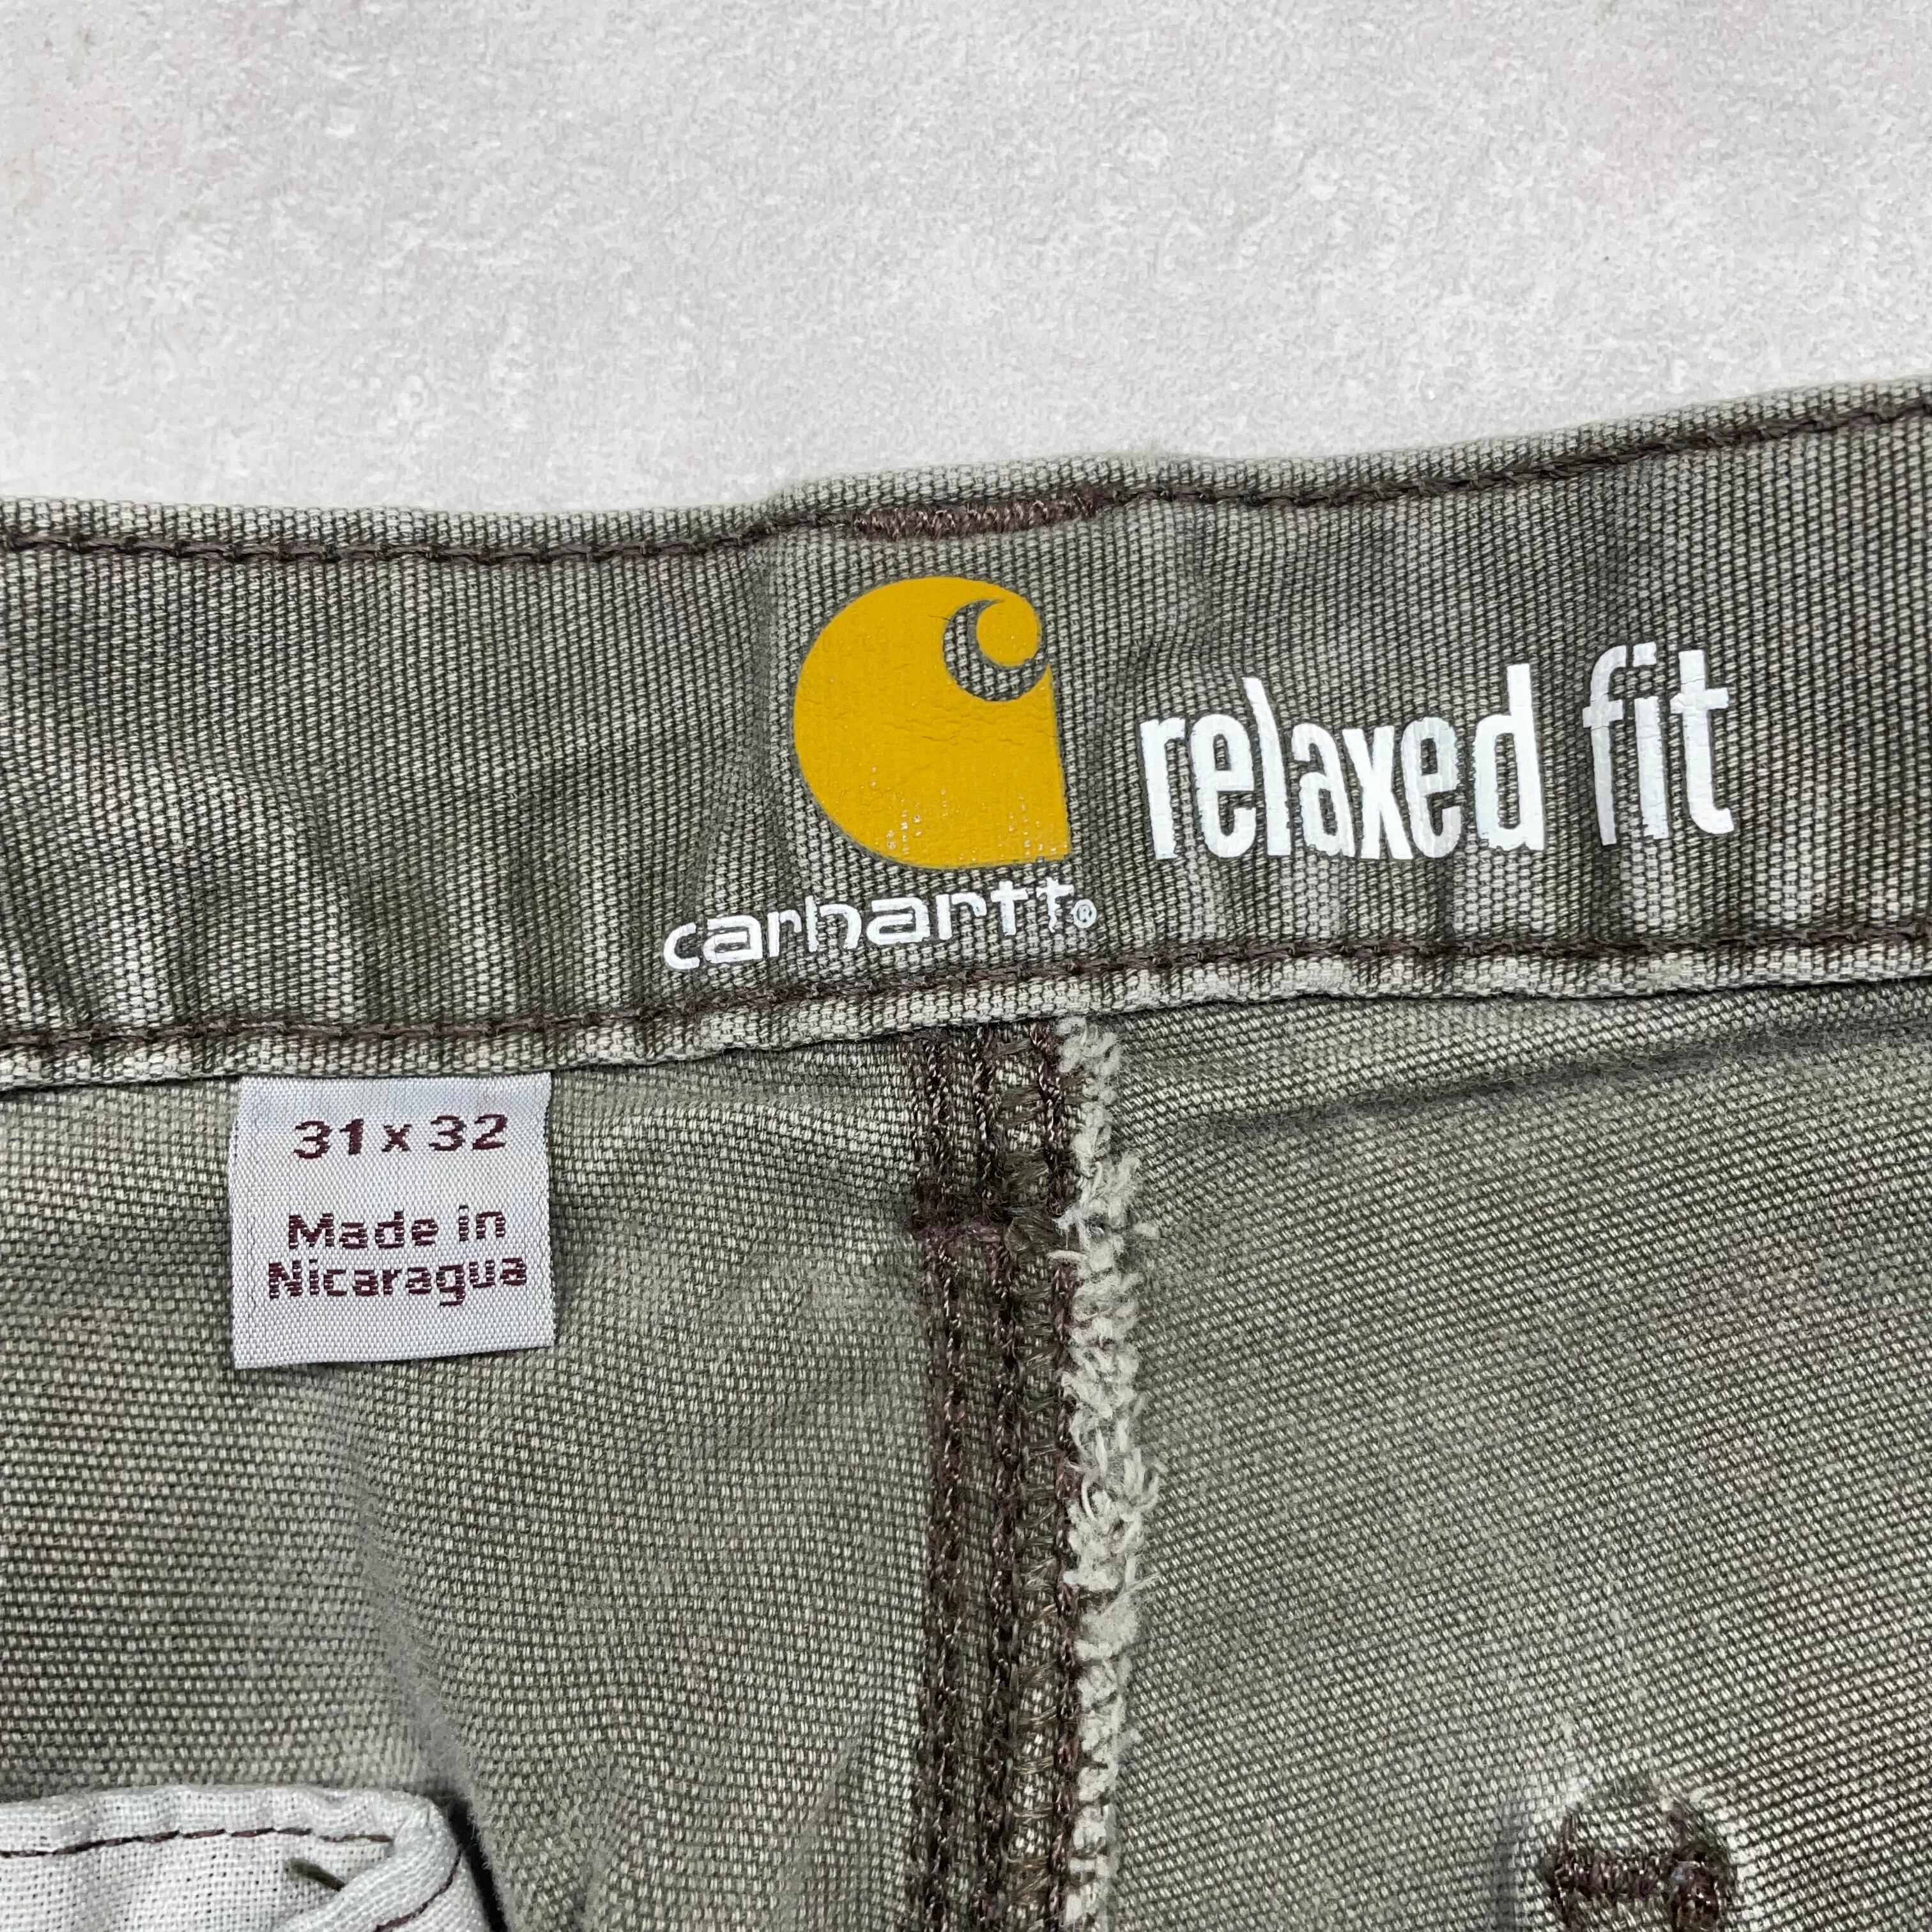 relaxed fit
carhartt®
31 x 32
Made in
Nicaragua